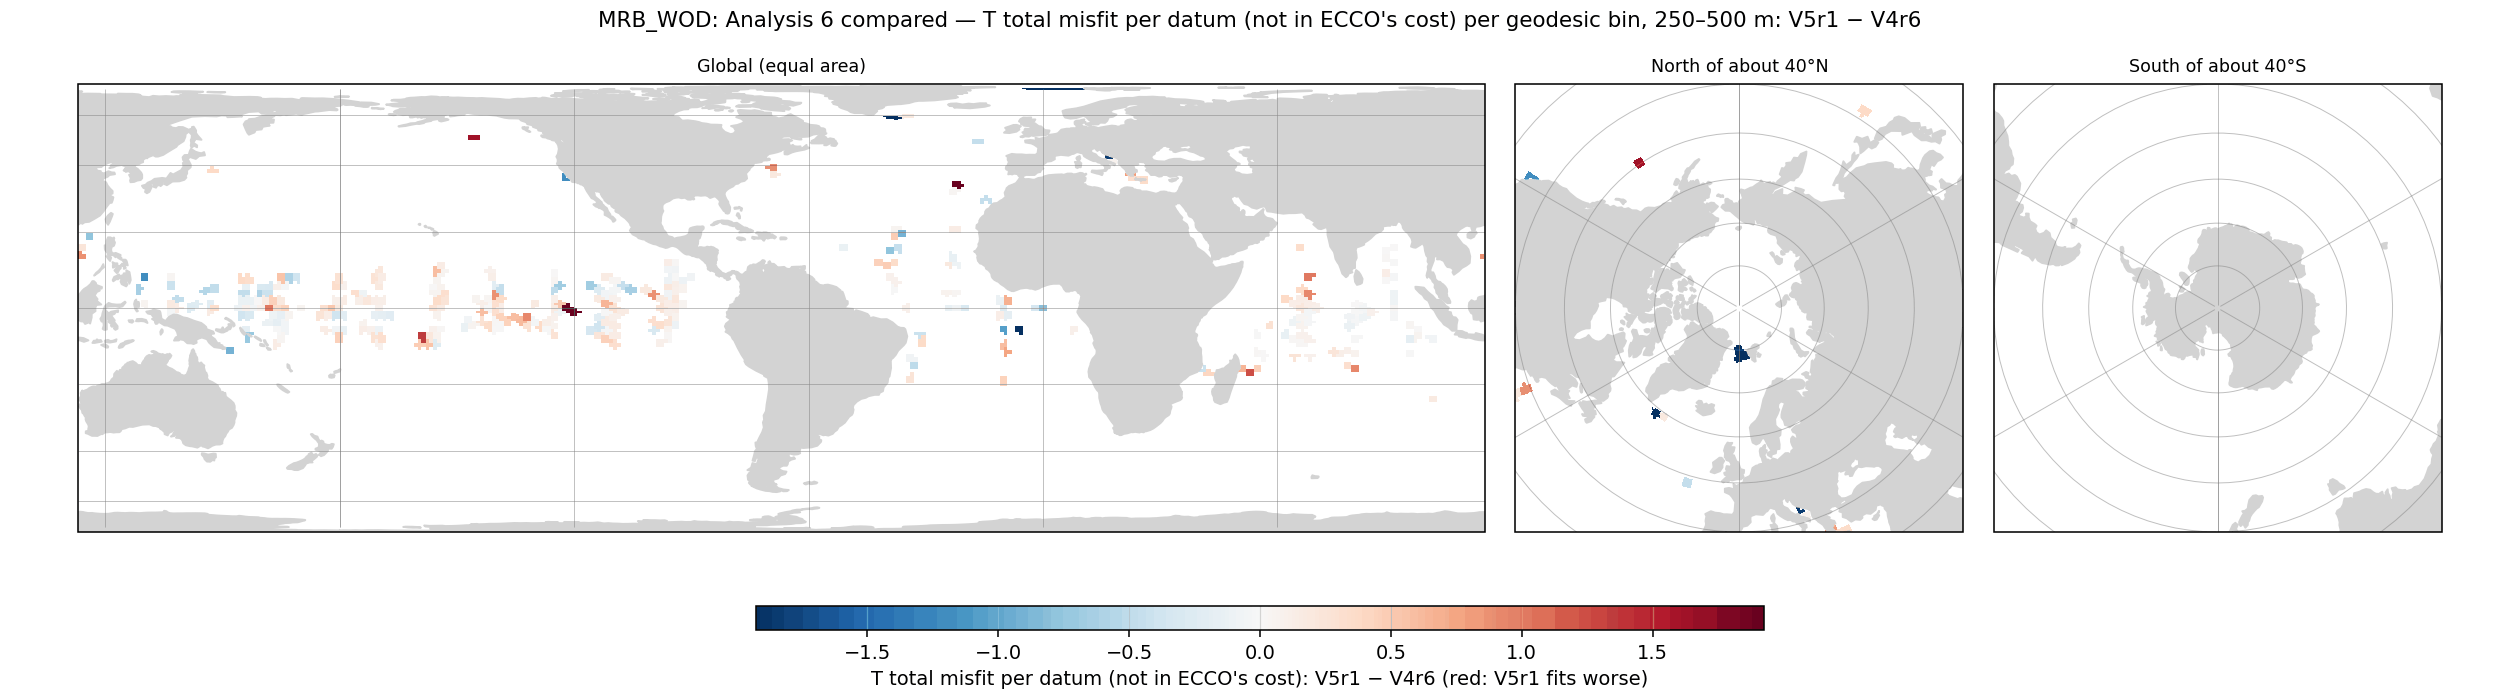 MRB_WOD: Analysis 6 compared — T total misfit per datum (not in ECCO's cost) per geodesic bin, 250–500 m: V5r1 − V4r6
Global (equal area)
North of about 40°N
South of about 40°S
−1.5 −1.0 −0.5 0.0 0.5 1.0 1.5
T total misfit per datum (not in ECCO's cost): V5r1 − V4r6 (red: V5r1 fits worse)